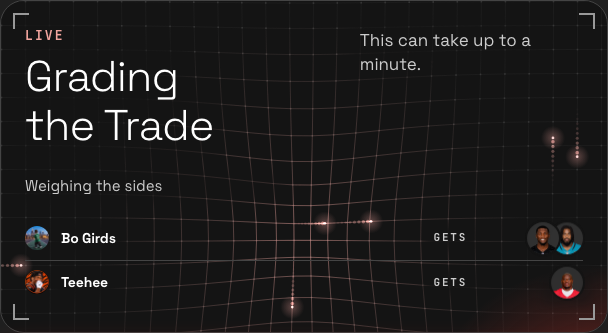 LIVE
Grading
the Trade
This can take up to a
minute.
Weighing the sides
Bo Girds
GETS
Teehee
GETS